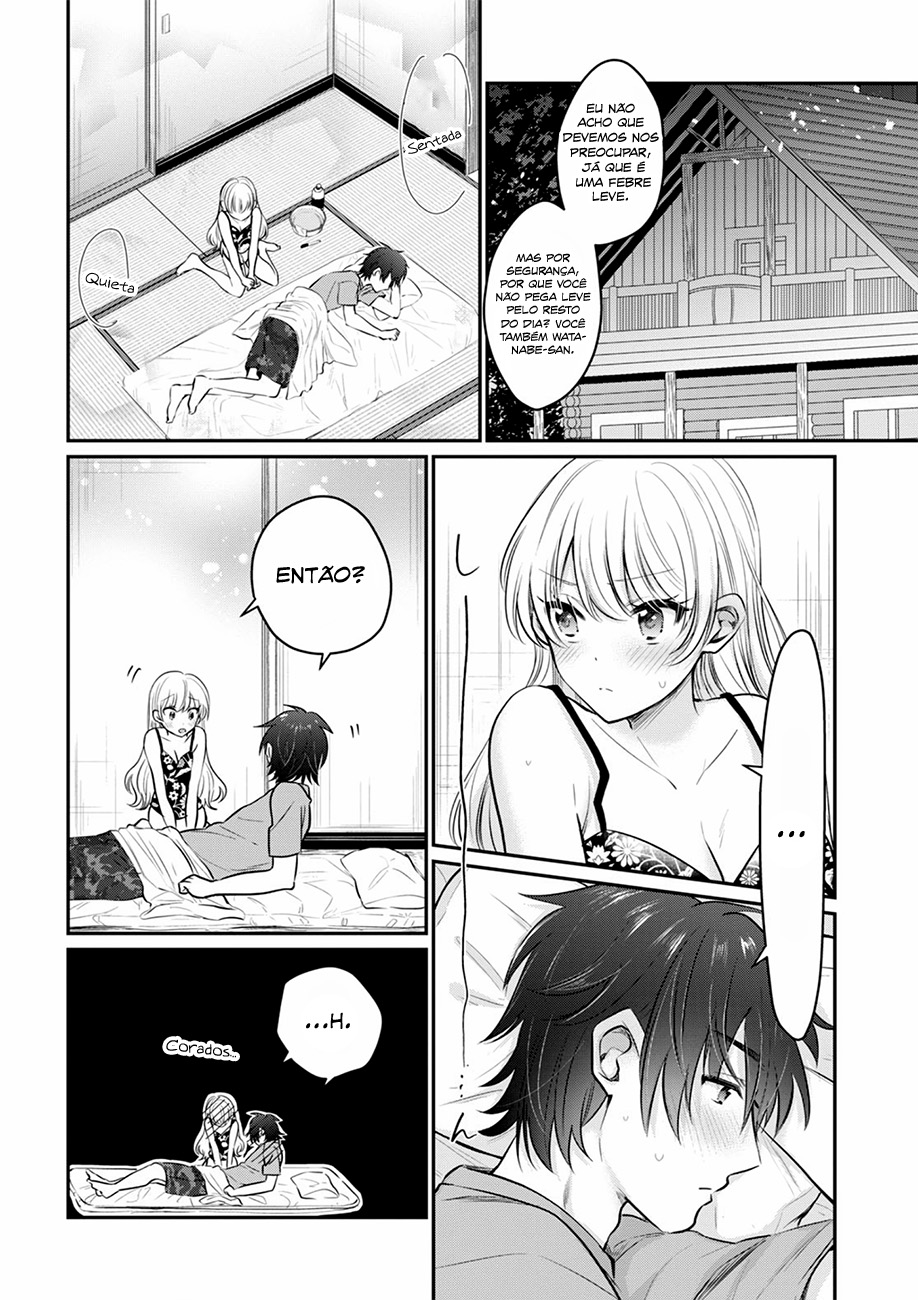 EU NÃO
ACHO QUE
DEVEMOS NOS
PREOCUPAR,
JÁ QUE É
UMA FEBRE
LEVE.
MAS POR
SEGURANÇA,
POR QUE VOCÊ
NÃO PEGA LEVE
PELO RESTO
DO DIA? VOCÊ
TAMBÉM WATA-
NABE-SAN.
Sentada
Quieta
...
ENTÃO?
...H.
Corados...